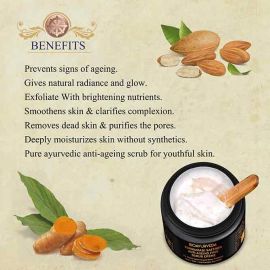 BENEFITS
Prevents signs of ageing.
Gives natural radiance and glow.
Exfoliate With brightening nutrients.
Smoothens skin & clarifies complexion.
Removes dead skin & purifies the pores.
Deeply moisturizes skin without synthetics.
Pure ayurvedic anti-ageing scrub for youthful skin.